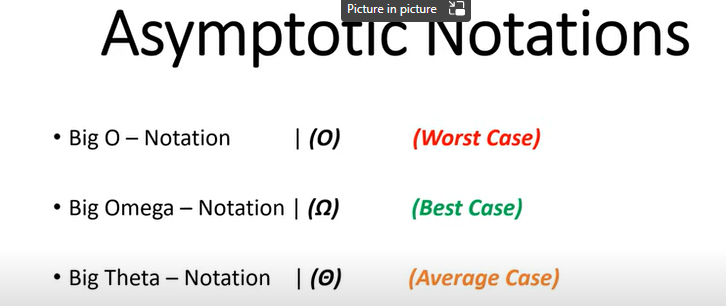 Picture in picture
Asymptotic Notations
• Big O – Notation | (O) (Worst Case)
• Big Omega – Notation | (Ω) (Best Case)
• Big Theta – Notation | (Θ) (Average Case)